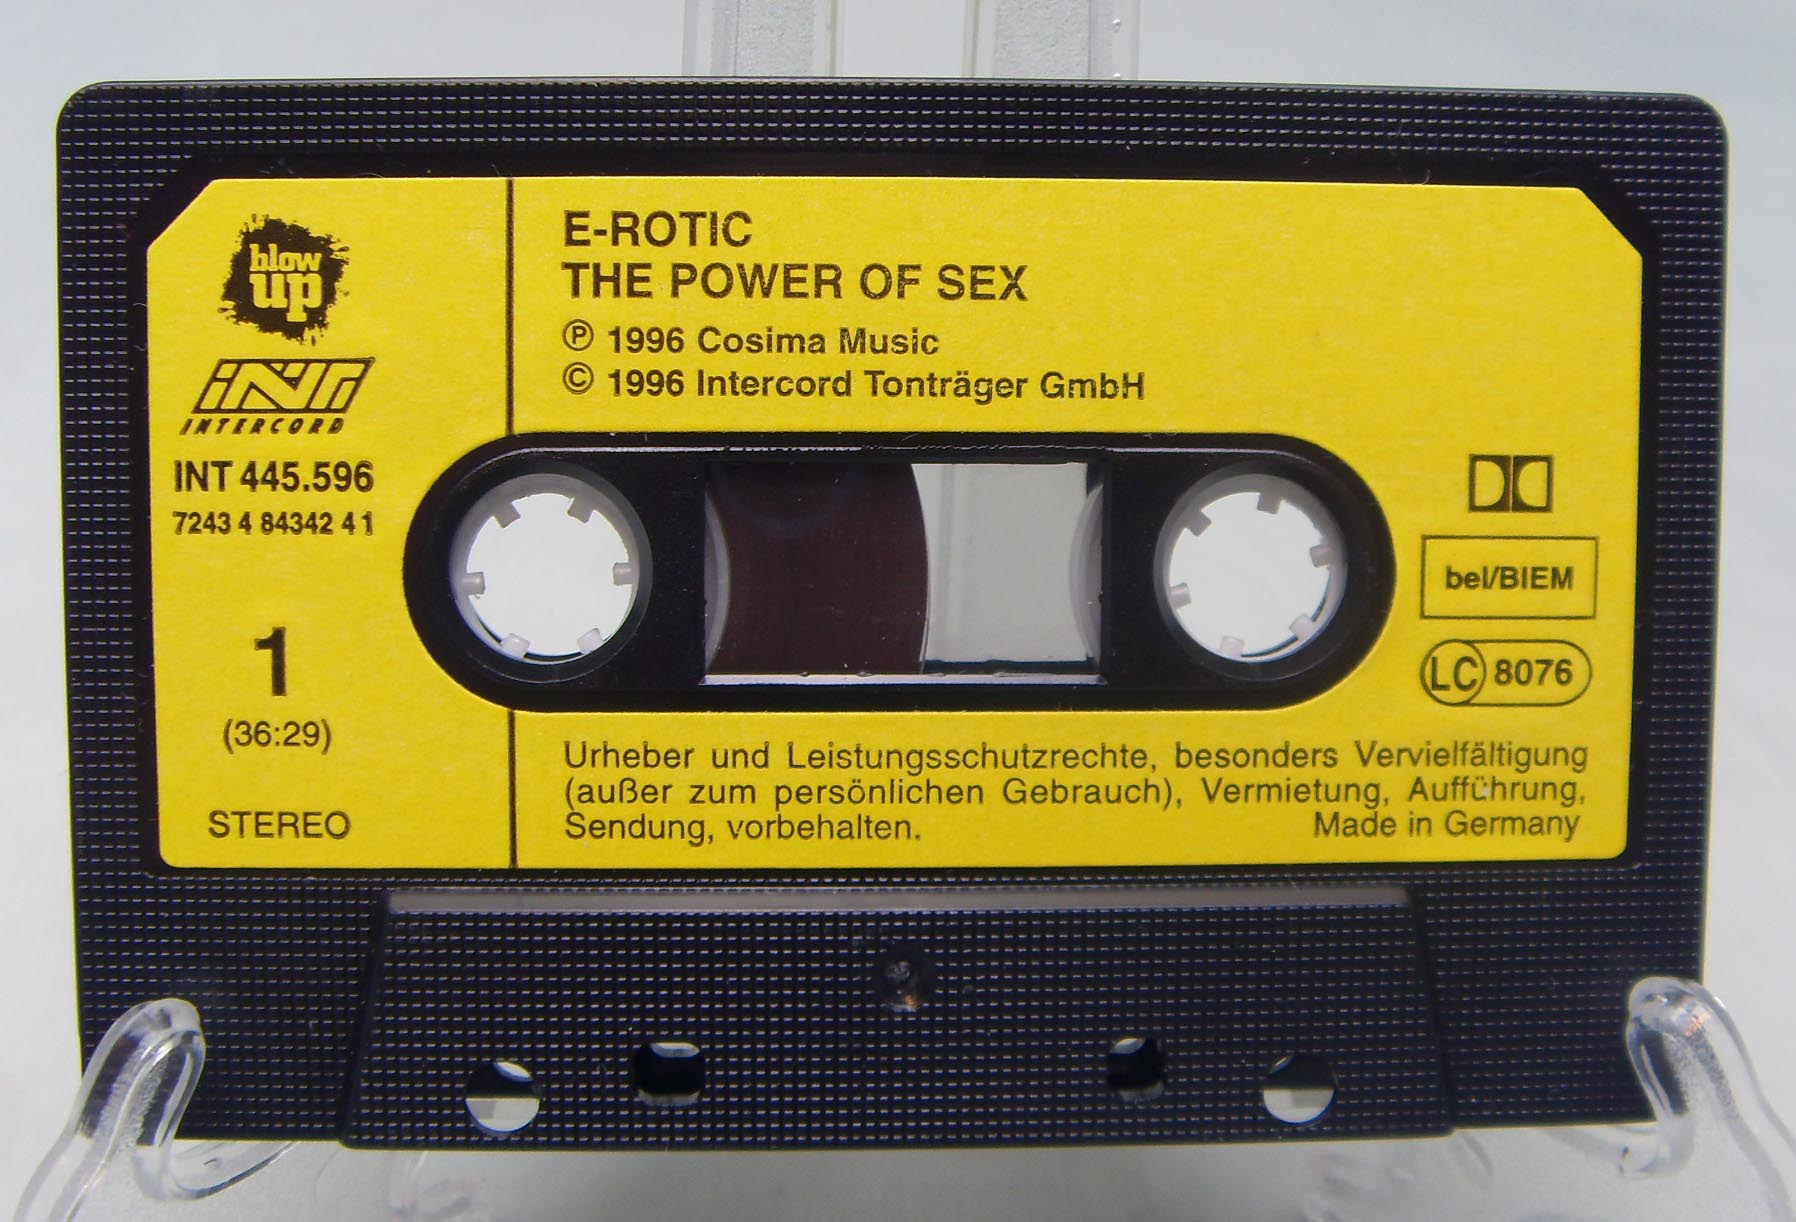 blow
up
INT
INTERCORD
INT 445.596
7243 4 84342 4 1
1
(36:29)
STEREO
E-ROTIC
THE POWER OF SEX
℗ 1996 Cosima Music
© 1996 Intercord Tonträger GmbH
bel/BIEM
LC 8076
Urheber und Leistungsschutzrechte, besonders Vervielfältigung
(außer zum persönlichen Gebrauch), Vermietung, Aufführung,
Sendung, vorbehalten. Made in Germany